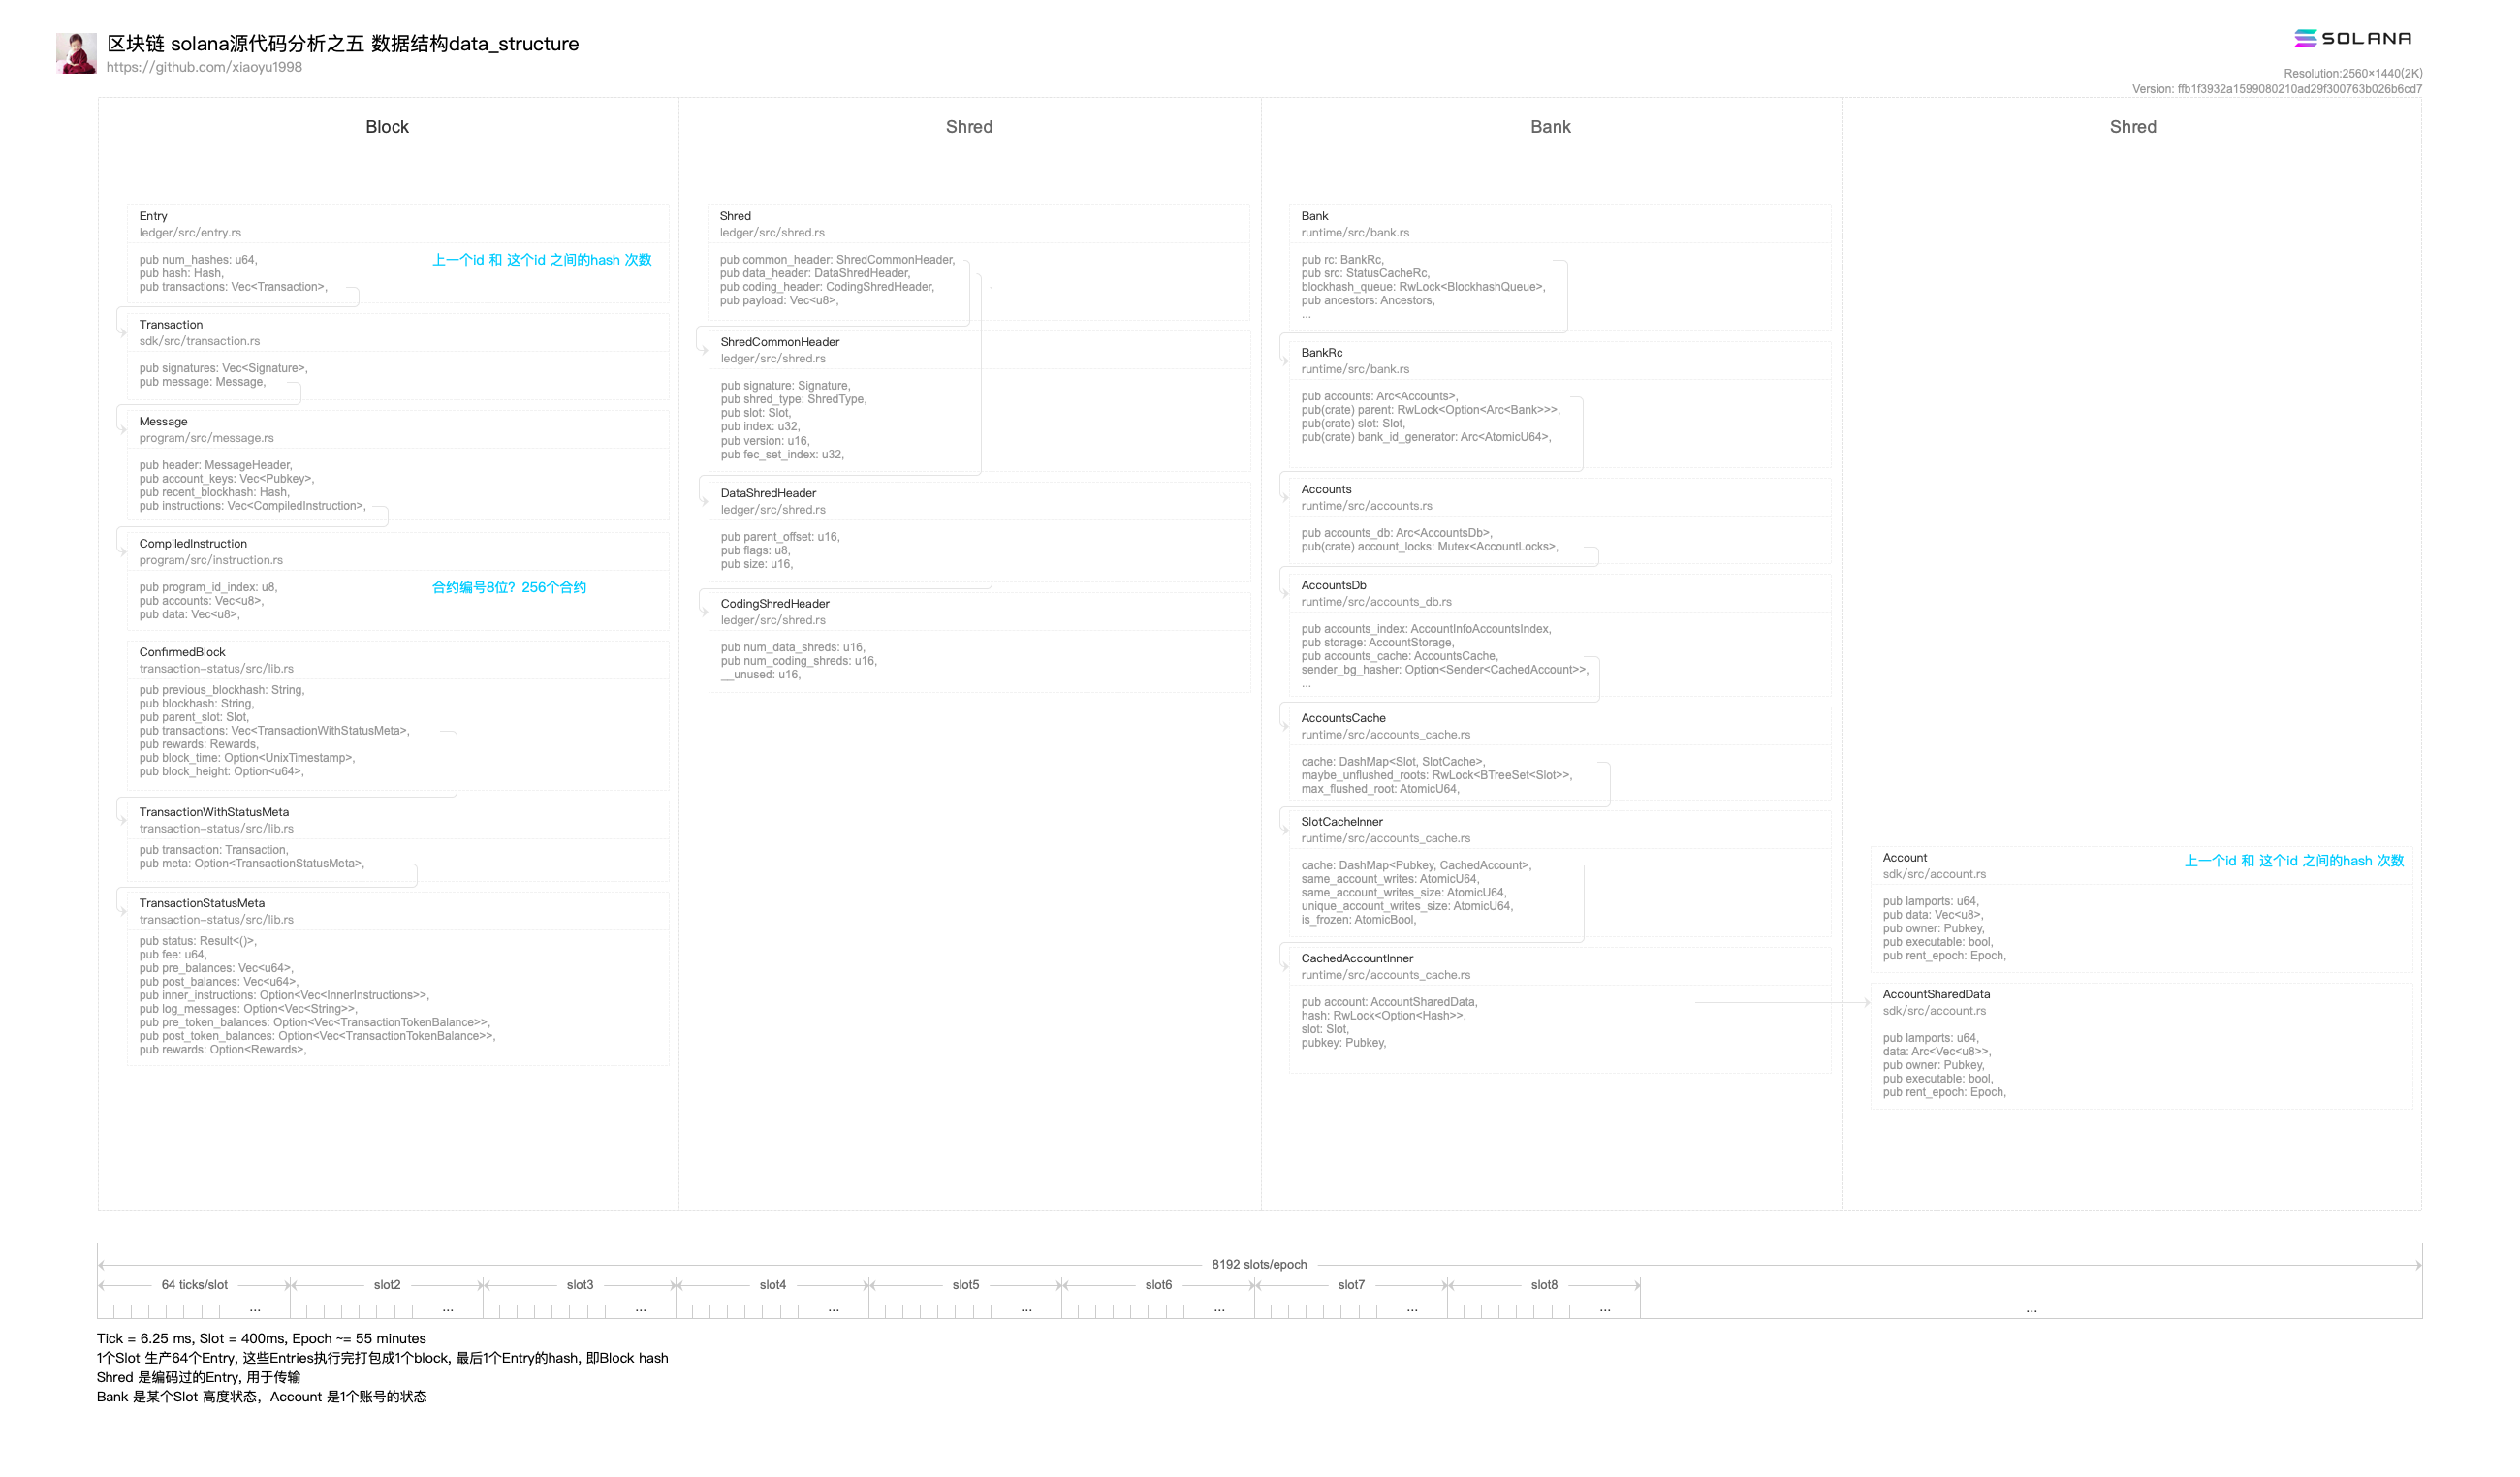 区块链 solana源代码分析之五 数据结构data_structure
https://github.com/xiaoyu1998
SOLANA
Resolution:2560×1440(2K)
Version: ffb1f3932a1599080210ad29f300763b026b6cd7
Block
Entry
ledger/src/entry.rs
pub num_hashes: u64,
上一个id 和 这个id 之间的hash 次数
pub hash: Hash,
pub transactions: Vec<Transaction>,
Transaction
sdk/src/transaction.rs
pub signatures: Vec<Signature>,
pub message: Message,
Message
program/src/message.rs
pub header: MessageHeader,
pub account_keys: Vec<Pubkey>,
pub recent_blockhash: Hash,
pub instructions: Vec<CompiledInstruction>,
CompiledInstruction
program/src/instruction.rs
pub program_id_index: u8,
合约编号8位？256个合约
pub accounts: Vec<u8>,
pub data: Vec<u8>,
ConfirmedBlock
transaction-status/src/lib.rs
pub previous_blockhash: String,
pub blockhash: String,
pub parent_slot: Slot,
pub transactions: Vec<TransactionWithStatusMeta>,
pub rewards: Rewards,
pub block_time: Option<UnixTimestamp>,
pub block_height: Option<u64>,
TransactionWithStatusMeta
transaction-status/src/lib.rs
pub transaction: Transaction,
pub meta: Option<TransactionStatusMeta>,
TransactionStatusMeta
transaction-status/src/lib.rs
pub status: Result<()>,
pub fee: u64,
pub pre_balances: Vec<u64>,
pub post_balances: Vec<u64>,
pub inner_instructions: Option<Vec<InnerInstructions>>,
pub log_messages: Option<Vec<String>>,
pub pre_token_balances: Option<Vec<TransactionTokenBalance>>,
pub post_token_balances: Option<Vec<TransactionTokenBalance>>,
pub rewards: Option<Rewards>,
Shred
Shred
ledger/src/shred.rs
pub common_header: ShredCommonHeader,
pub data_header: DataShredHeader,
pub coding_header: CodingShredHeader,
pub payload: Vec<u8>,
ShredCommonHeader
ledger/src/shred.rs
pub signature: Signature,
pub shred_type: ShredType,
pub slot: Slot,
pub index: u32,
pub version: u16,
pub fec_set_index: u32,
DataShredHeader
ledger/src/shred.rs
pub parent_offset: u16,
pub flags: u8,
pub size: u16,
CodingShredHeader
ledger/src/shred.rs
pub num_data_shreds: u16,
pub num_coding_shreds: u16,
__unused: u16,
Bank
Bank
runtime/src/bank.rs
pub rc: BankRc,
pub src: StatusCacheRc,
blockhash_queue: RwLock<BlockhashQueue>,
pub ancestors: Ancestors,
...
BankRc
runtime/src/bank.rs
pub accounts: Arc<Accounts>,
pub(crate) parent: RwLock<Option<Arc<Bank>>>,
pub(crate) slot: Slot,
pub(crate) bank_id_generator: Arc<AtomicU64>,
Accounts
runtime/src/accounts.rs
pub accounts_db: Arc<AccountsDb>,
pub(crate) account_locks: Mutex<AccountLocks>,
AccountsDb
runtime/src/accounts_db.rs
pub accounts_index: AccountInfoAccountsIndex,
pub storage: AccountStorage,
pub accounts_cache: AccountsCache,
sender_bg_hasher: Option<Sender<CachedAccount>>,
...
AccountsCache
runtime/src/accounts_cache.rs
cache: DashMap<Slot, SlotCache>,
maybe_unflushed_roots: RwLock<BTreeSet<Slot>>,
max_flushed_root: AtomicU64,
SlotCacheInner
runtime/src/accounts_cache.rs
cache: DashMap<Pubkey, CachedAccount>,
same_account_writes: AtomicU64,
same_account_writes_size: AtomicU64,
unique_account_writes_size: AtomicU64,
is_frozen: AtomicBool,
CachedAccountInner
runtime/src/accounts_cache.rs
pub account: AccountSharedData,
hash: RwLock<Option<Hash>>,
slot: Slot,
pubkey: Pubkey,
Shred
Account
上一个id 和 这个id 之间的hash 次数
sdk/src/account.rs
pub lamports: u64,
pub data: Vec<u8>,
pub owner: Pubkey,
pub executable: bool,
pub rent_epoch: Epoch,
AccountSharedData
sdk/src/account.rs
pub lamports: u64,
data: Arc<Vec<u8>>,
pub owner: Pubkey,
pub executable: bool,
pub rent_epoch: Epoch,
8192 slots/epoch
64 ticks/slot slot2 slot3 slot4 slot5 slot6 slot7 slot8
... ... ... ... ... ... ... ... ...
Tick = 6.25 ms, Slot = 400ms, Epoch ~= 55 minutes
1个Slot 生产64个Entry, 这些Entries执行完打包成1个block, 最后1个Entry的hash, 即Block hash
Shred 是编码过的Entry, 用于传输
Bank 是某个Slot 高度状态，Account 是1个账号的状态